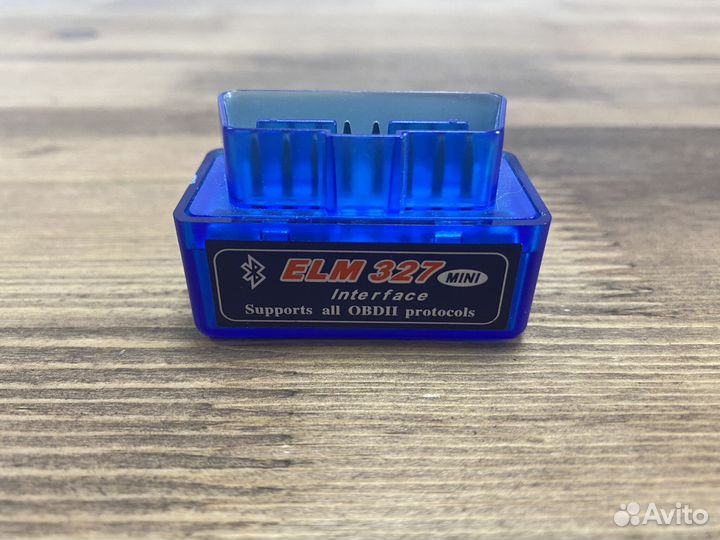 ELM 327 MINI
Interface
Supports all OBDII protocols
Avito